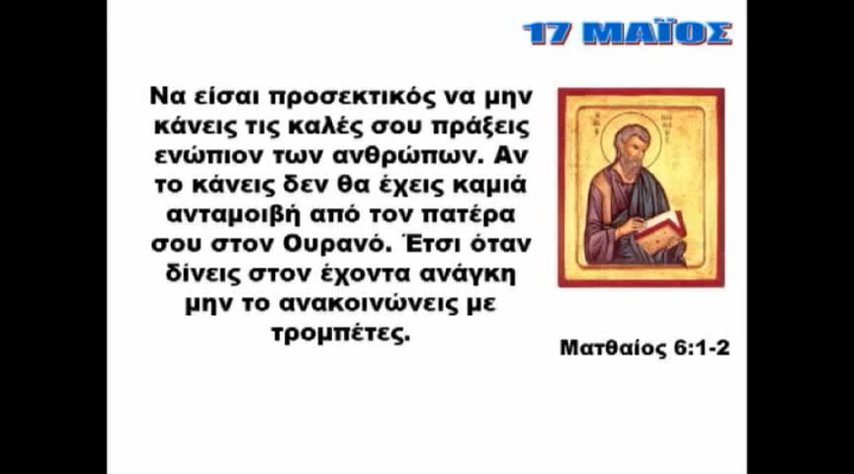 17 ΜΑΪΟΣ
Να είσαι προσεκτικός να μην
κάνεις τις καλές σου πράξεις
ενώπιον των ανθρώπων. Αν
το κάνεις δεν θα έχεις καμιά
ανταμοιβή από τον πατέρα
σου στον Ουρανό. Έτσι όταν
δίνεις στον έχοντα ανάγκη
μην το ανακοινώνεις με
τρομπέτες.
Ματθαίος 6:1-2